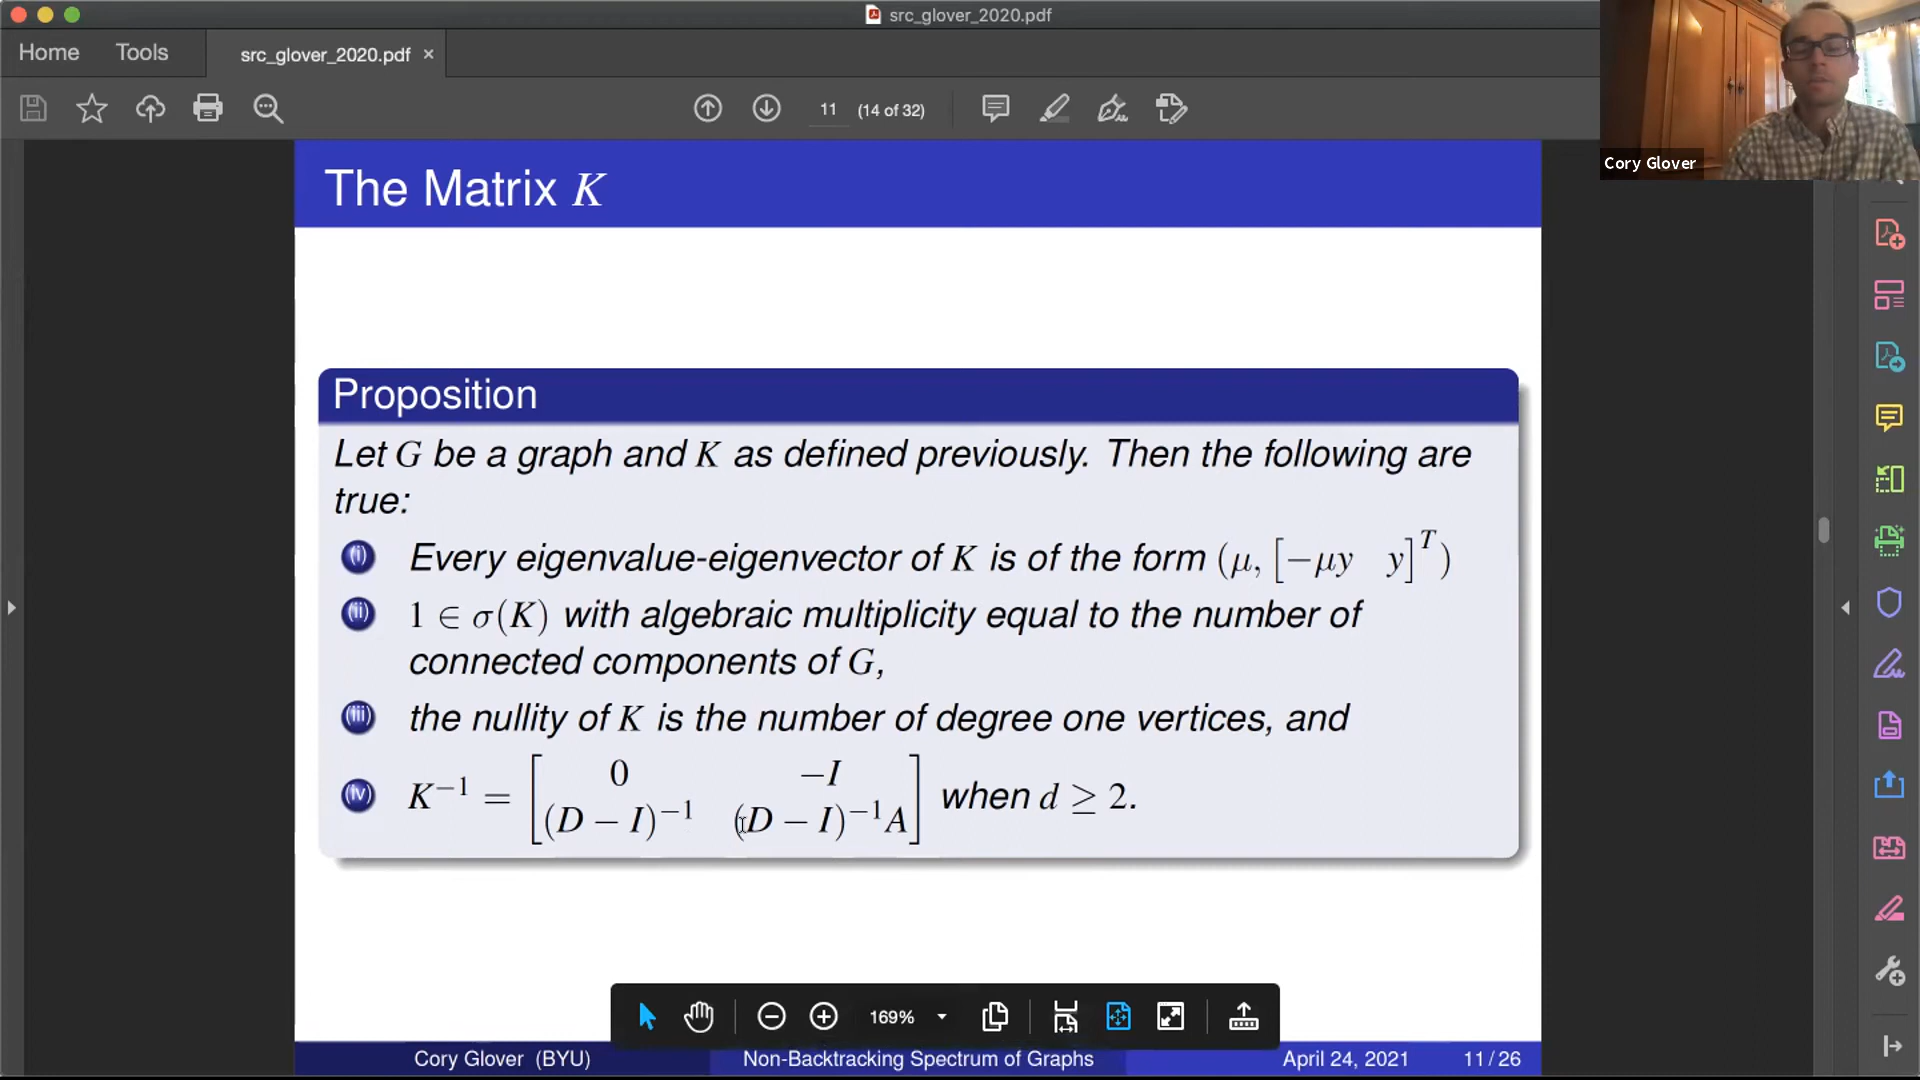 src_glover_2020.pdf
Home Tools src_glover_2020.pdf ×
11 (14 of 32)
Cory Glover
The Matrix K
Proposition
Let G be a graph and K as defined previously. Then the following are
true:
(i) Every eigenvalue-eigenvector of K is of the form (μ, [−μy y]^T)
(ii) 1 ∈ σ(K) with algebraic multiplicity equal to the number of
connected components of G,
(iii) the nullity of K is the number of degree one vertices, and
(iv) K^{−1} = [0 −I; (D − I)^{−1} (D − I)^{−1}A] when d ≥ 2.
169%
Cory Glover (BYU) Non-Backtracking Spectrum of Graphs April 24, 2021 11 / 26